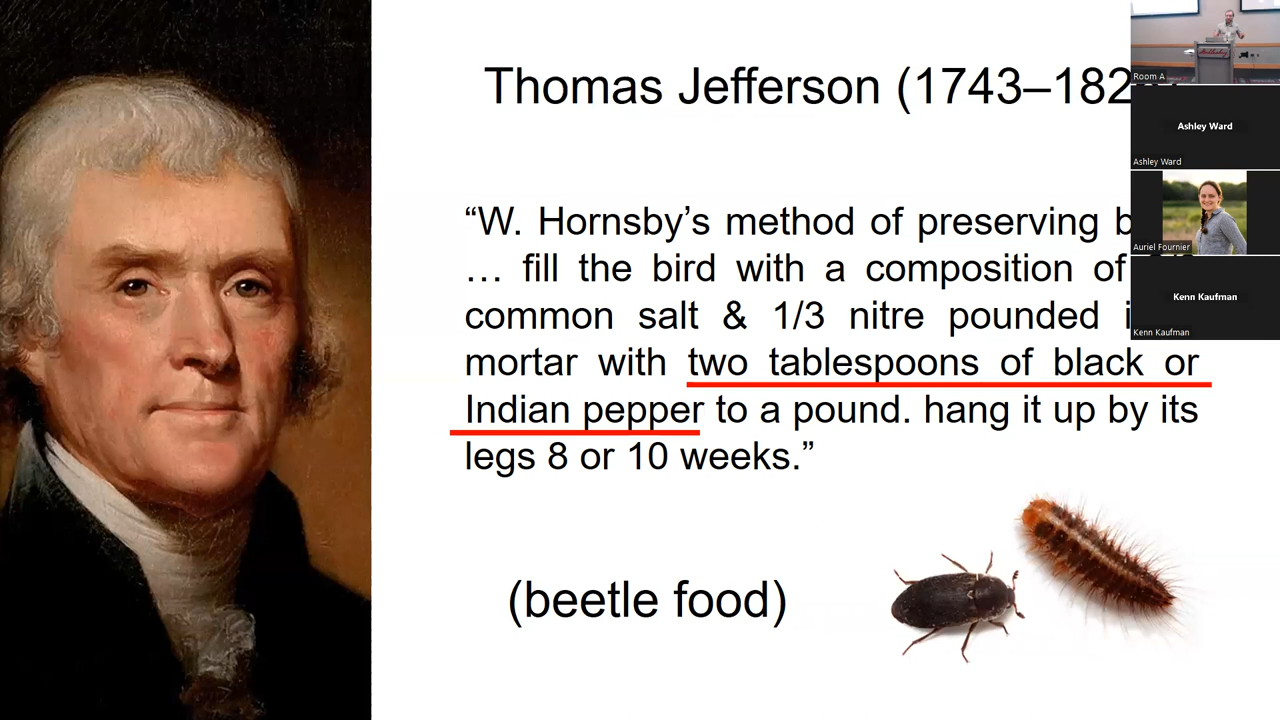 Thomas Jefferson (1743–182
“W. Hornsby’s method of preserving
… fill the bird with a composition of
common salt & 1/3 nitre pounded
mortar with two tablespoons of black or
Indian pepper to a pound. hang it up by its
legs 8 or 10 weeks.”
(beetle food)
Room A
Ashley Ward
Ashley Ward
Auriel Fournier
Kenn Kaufman
Kenn Kaufman